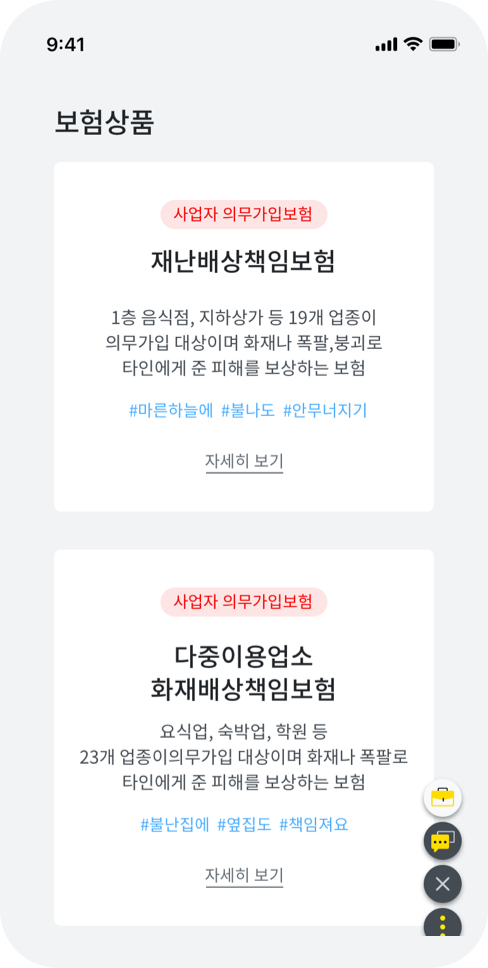 9:41
보험상품
사업자 의무가입보험
재난배상책임보험
1층 음식점, 지하상가 등 19개 업종이
의무가입 대상이며 화재나 폭팔,붕괴로
타인에게 준 피해를 보상하는 보험
#마른하늘에 #불나도 #안무너지기
자세히 보기
사업자 의무가입보험
다중이용업소
화재배상책임보험
요식업, 숙박업, 학원 등
23개 업종이의무가입 대상이며 화재나 폭팔로
타인에게 준 피해를 보상하는 보험
#불난집에 #옆집도 #책임져요
자세히 보기